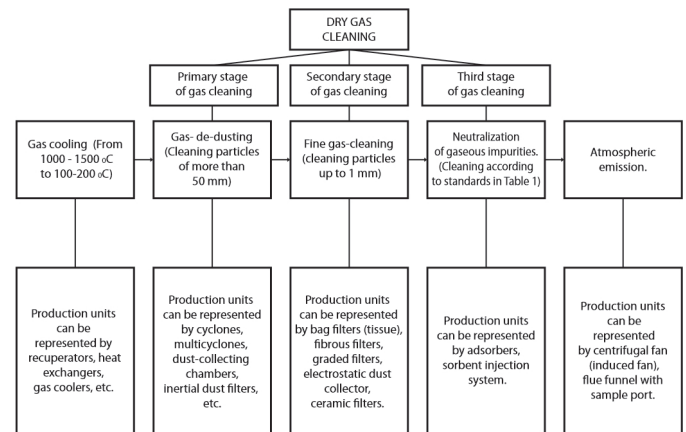 DRY GAS
CLEANING
Primary stage
of gas cleaning
Secondary stage
of gas cleaning
Third stage
of gas cleaning
Gas cooling (From
1000 - 1500 oC
to 100-200 oC)
Gas- de-dusting
(Cleaning particles
of more than
50 mm)
Fine gas-cleaning
(cleaning particles
up to 1 mm)
Neutralization
of gaseous impurities.
(Cleaning according
to standards in Table 1)
Atmospheric
emission.
Production units
can be
represented by
recuperators, heat
exchangers,
gas coolers, etc.
Production units
can be represented
by cyclones,
multicyclones,
dust-collecting
chambers,
inertial dust filters,
etc.
Production units
can be represented
by bag filters (tissue),
fibrous filters,
graded filters,
electrostatic dust
collector,
ceramic filters.
Production units
can be represented
by adsorbers,
sorbent injection
system.
Production units
can be
represented
by centrifugal fan
(induced fan),
flue funnel with
sample port.